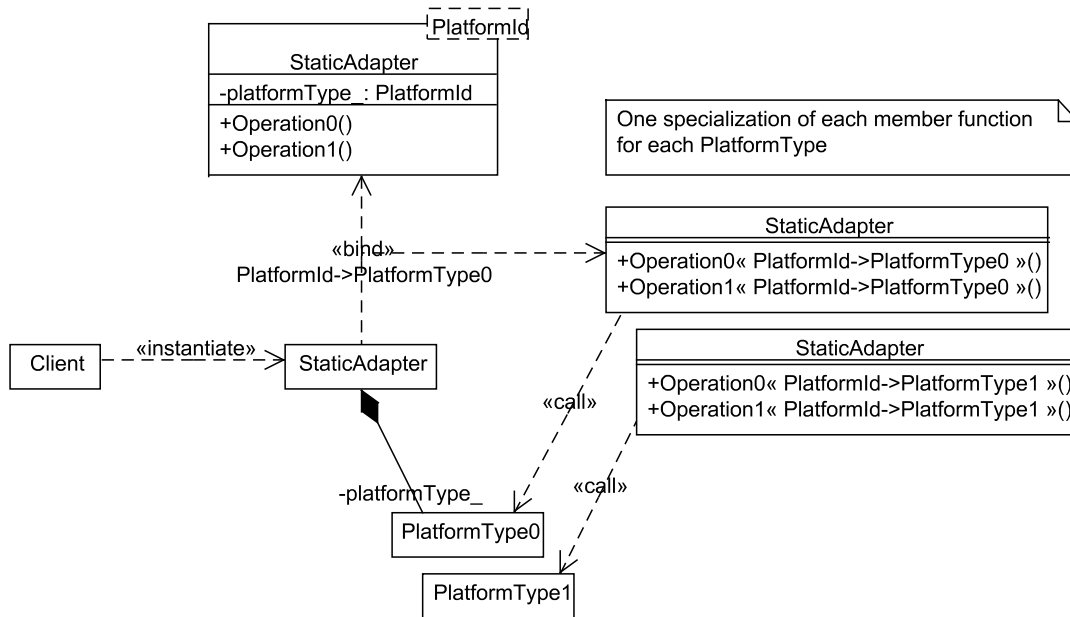 PlatformId
StaticAdapter
-platformType_: PlatformId
+Operation0()
+Operation1()
One specialization of each member function
for each PlatformType
StaticAdapter
+Operation0« PlatformId->PlatformType0 »()
+Operation1« PlatformId->PlatformType0 »()
«bind»
PlatformId->PlatformType0
Client
«instantiate»
StaticAdapter
StaticAdapter
+Operation0« PlatformId->PlatformType1 »()
+Operation1« PlatformId->PlatformType1 »()
«call»
«call»
-platformType_
PlatformType0
PlatformType1